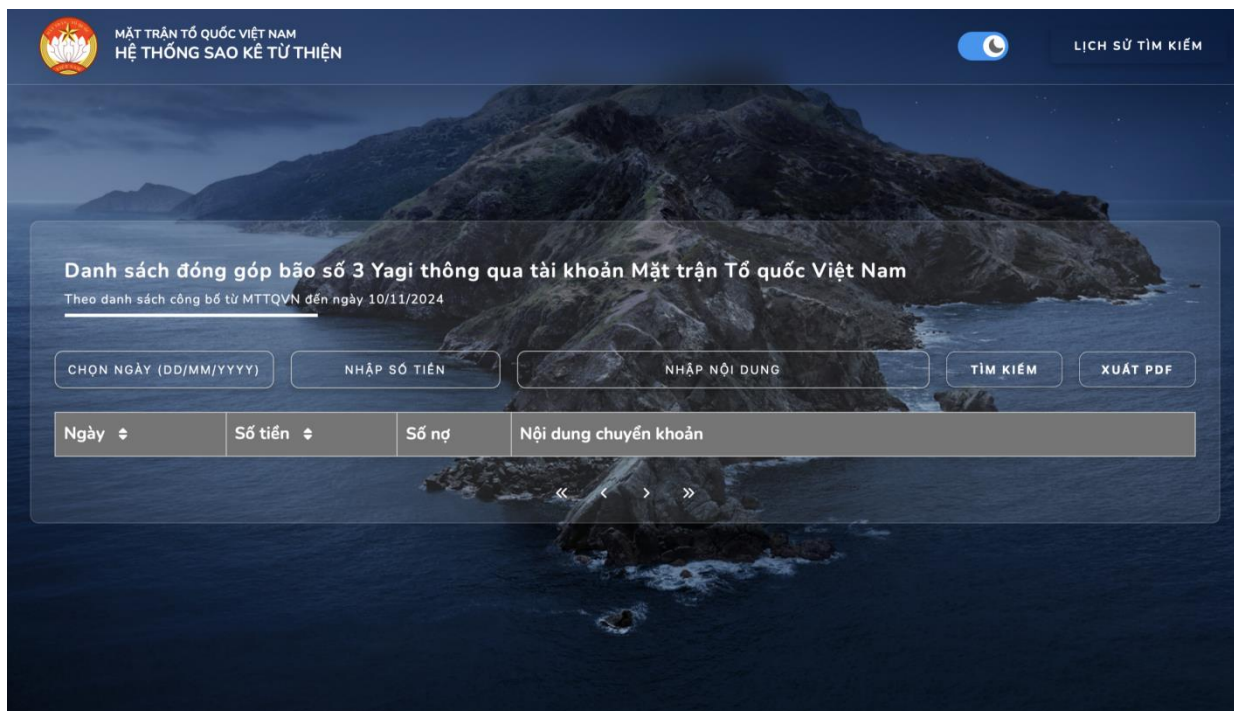 MẶT TRẬN TỔ QUỐC VIỆT NAM
HỆ THỐNG SAO KÊ TỪ THIỆN
LỊCH SỬ TÌM KIẾM
Danh sách đóng góp bão số 3 Yagi thông qua tài khoản Mặt trận Tổ quốc Việt Nam
Theo danh sách công bố từ MTTQVN đến ngày 10/11/2024
CHỌN NGÀY (DD/MM/YYYY) NHẬP SỐ TIỀN NHẬP NỘI DUNG TÌM KIẾM XUẤT PDF
Ngày Số tiền Số nợ Nội dung chuyển khoản
« ‹ › »